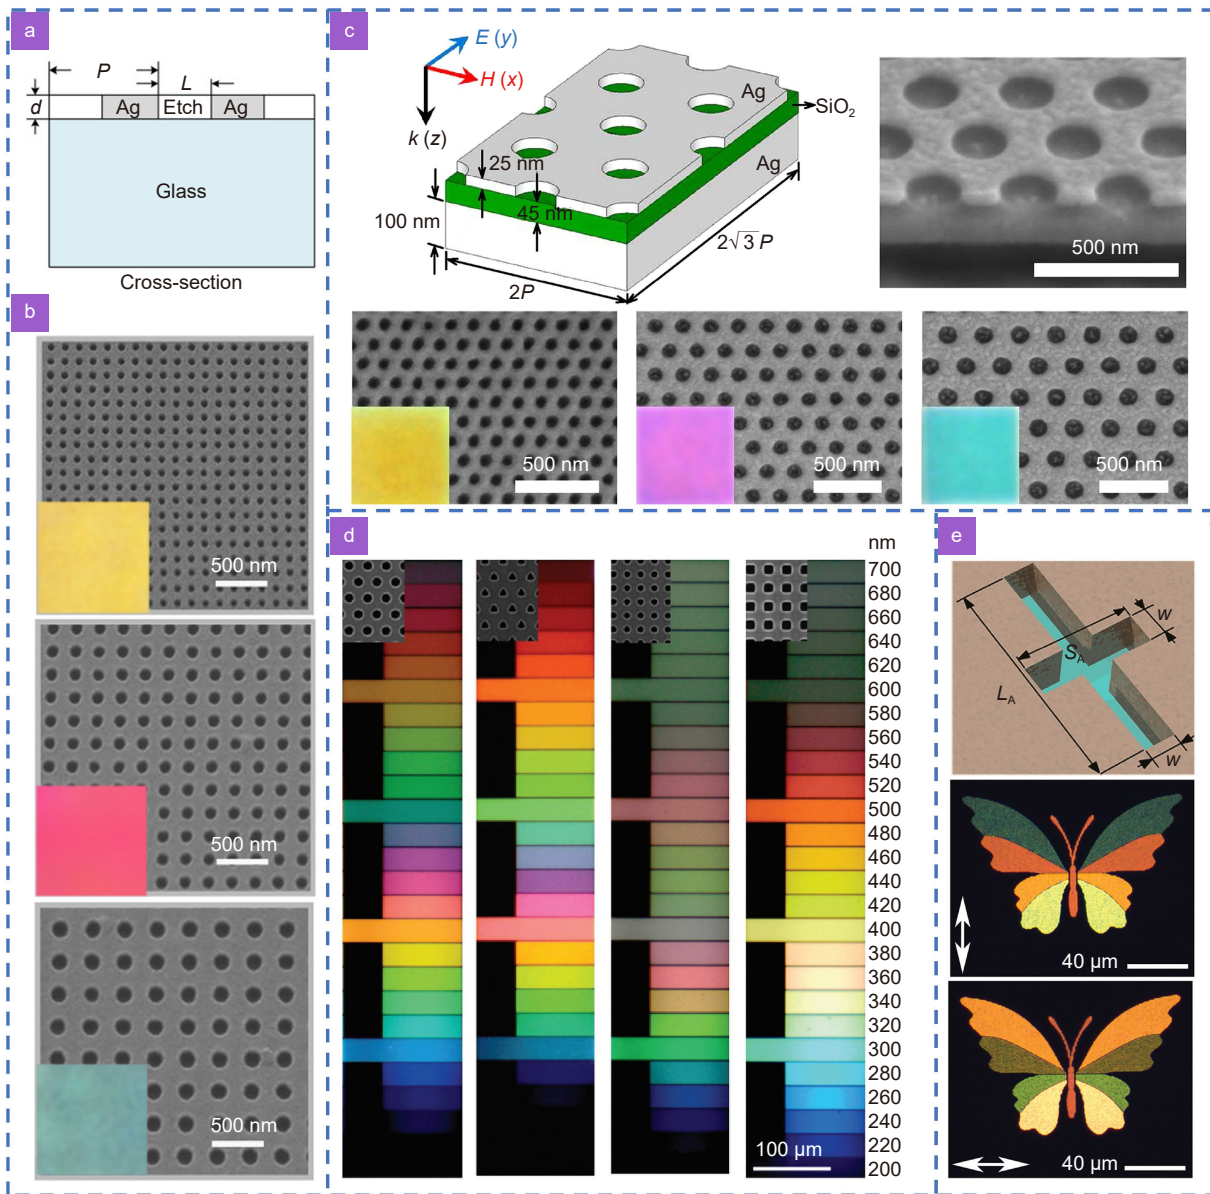 a
P
L
d
Ag
Etch
Ag
Glass
Cross-section
b
500 nm
500 nm
500 nm
c
E (y)
H (x)
k (z)
Ag
SiO₂
Ag
25 nm
45 nm
100 nm
2P
2√3 P
500 nm
500 nm
500 nm
500 nm
d
nm
700
680
660
640
620
600
580
560
540
520
500
480
460
440
420
400
380
360
340
320
300
280
260
240
220
200
100 μm
e
w
S_A
L_A
w
40 μm
40 μm